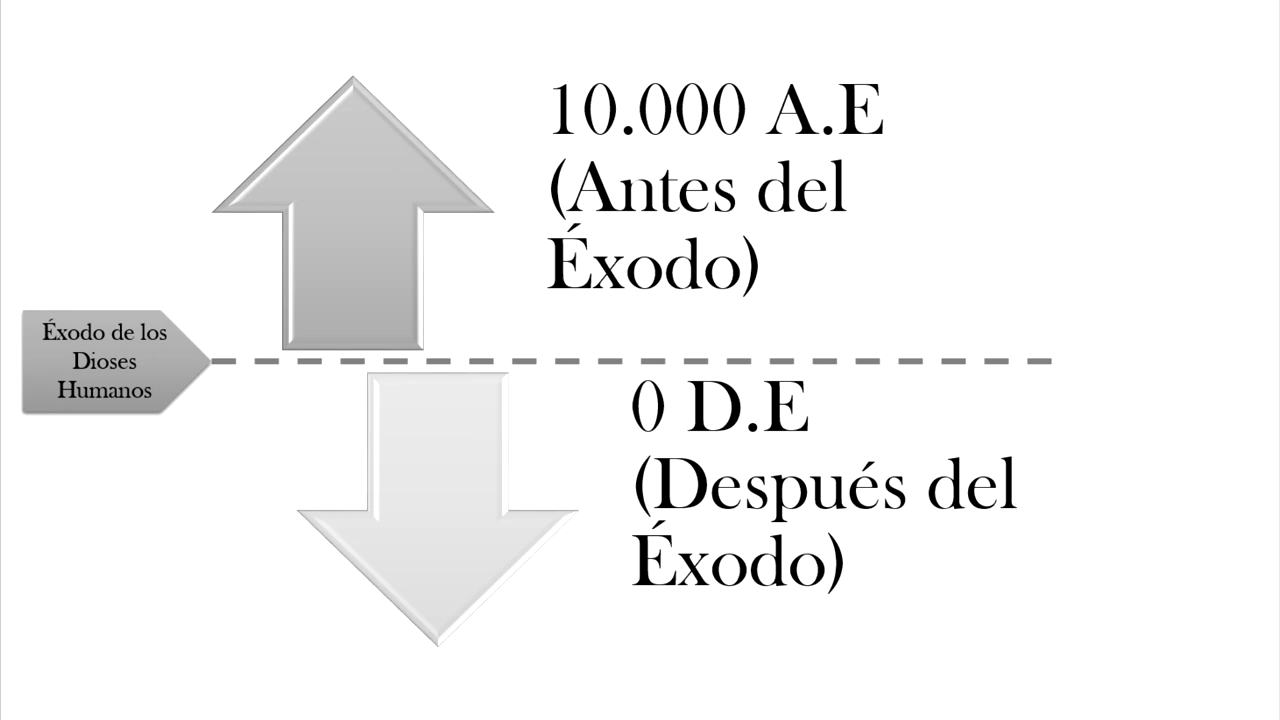 10.000 A.E
(Antes del
Éxodo)
Éxodo de los
Dioses
Humanos
0 D.E
(Después del
Éxodo)